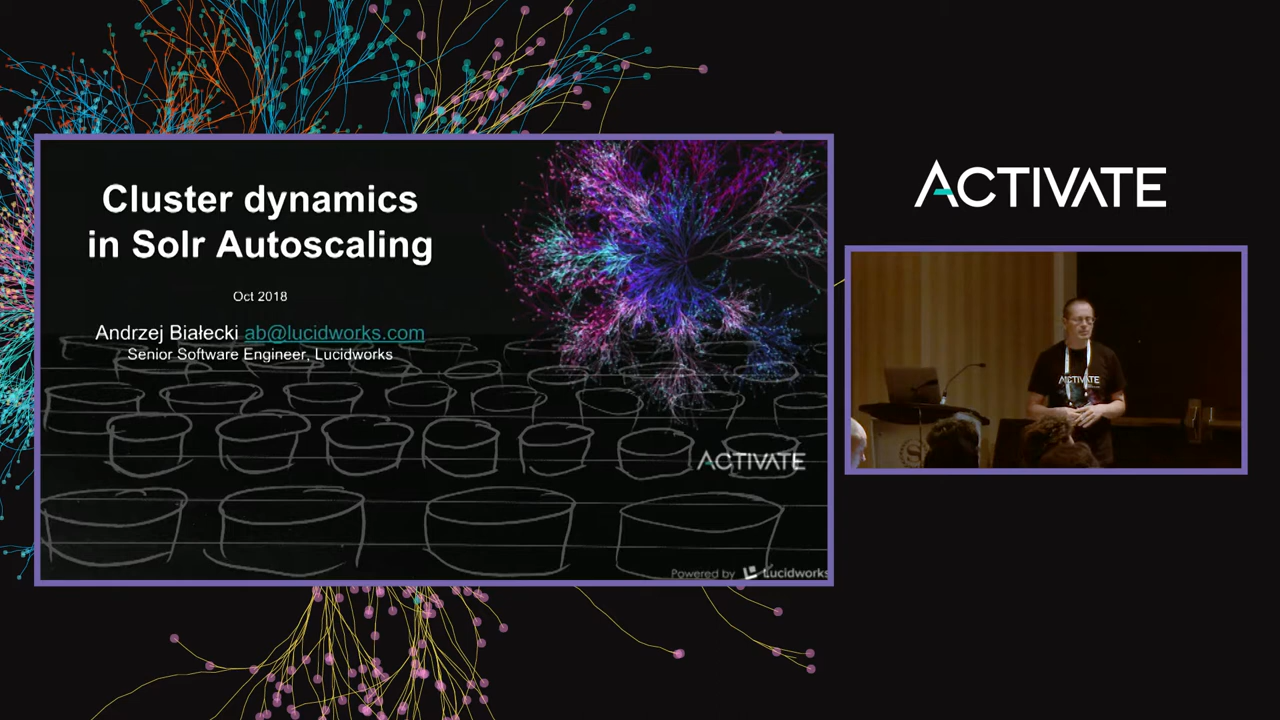 Cluster dynamics
in Solr Autoscaling
Oct 2018
Andrzej Białecki ab@lucidworks.com
Senior Software Engineer, Lucidworks
ACTIVATE
Powered by Lucidworks
ACTIVATE
ACTIVATE